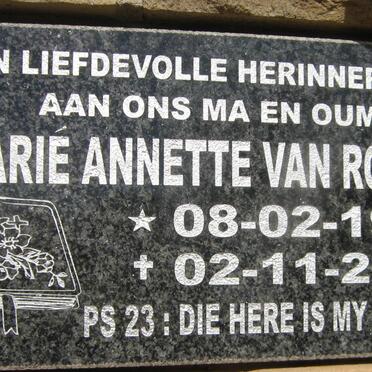 N LIEFDEVOLLE HERINNER
AAN ONS MA EN OUM
ARIÉ ANNETTE VAN RO
★ 08-02-19
✝ 02-11-2
PS 23 : DIE HERE IS MY